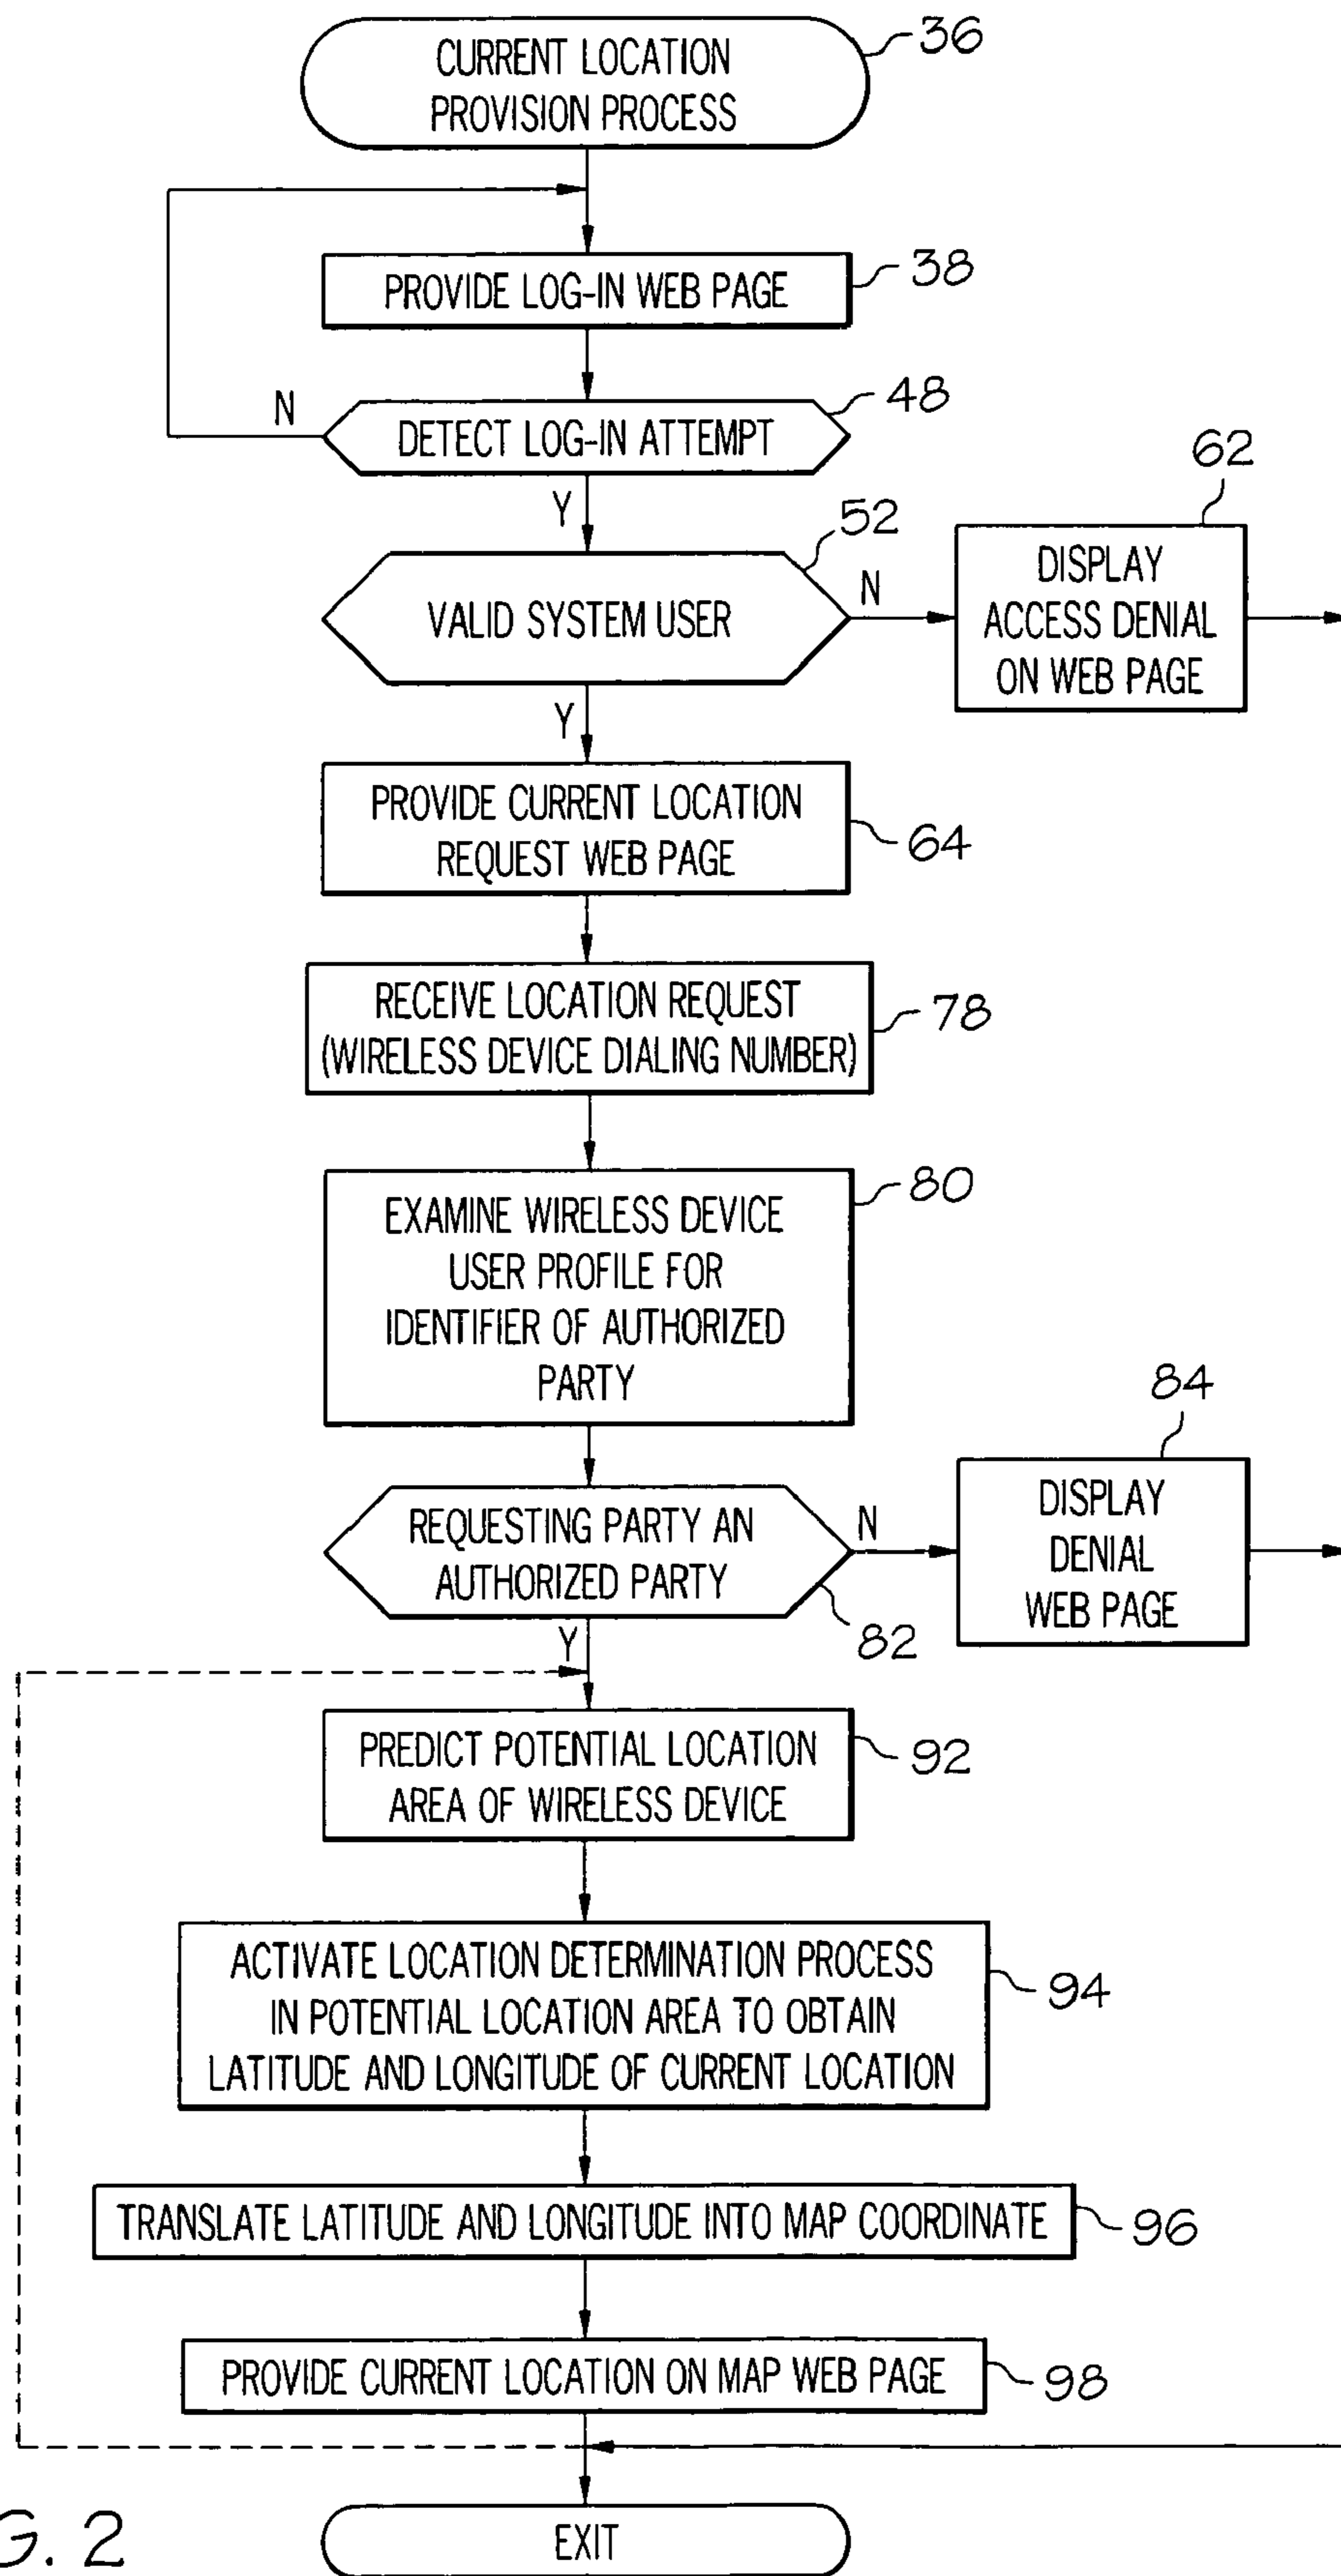 CURRENT LOCATION
PROVISION PROCESS
36
PROVIDE LOG-IN WEB PAGE
38
N
DETECT LOG-IN ATTEMPT
48
Y
VALID SYSTEM USER
52
N
62
DISPLAY
ACCESS DENIAL
ON WEB PAGE
Y
PROVIDE CURRENT LOCATION
REQUEST WEB PAGE
64
RECEIVE LOCATION REQUEST
(WIRELESS DEVICE DIALING NUMBER)
78
EXAMINE WIRELESS DEVICE
USER PROFILE FOR
IDENTIFIER OF AUTHORIZED
PARTY
80
REQUESTING PARTY AN
AUTHORIZED PARTY
82
N
84
DISPLAY
DENIAL
WEB PAGE
Y
PREDICT POTENTIAL LOCATION
AREA OF WIRELESS DEVICE
92
ACTIVATE LOCATION DETERMINATION PROCESS
IN POTENTIAL LOCATION AREA TO OBTAIN
LATITUDE AND LONGITUDE OF CURRENT LOCATION
94
TRANSLATE LATITUDE AND LONGITUDE INTO MAP COORDINATE
96
PROVIDE CURRENT LOCATION ON MAP WEB PAGE
98
EXIT
G. 2